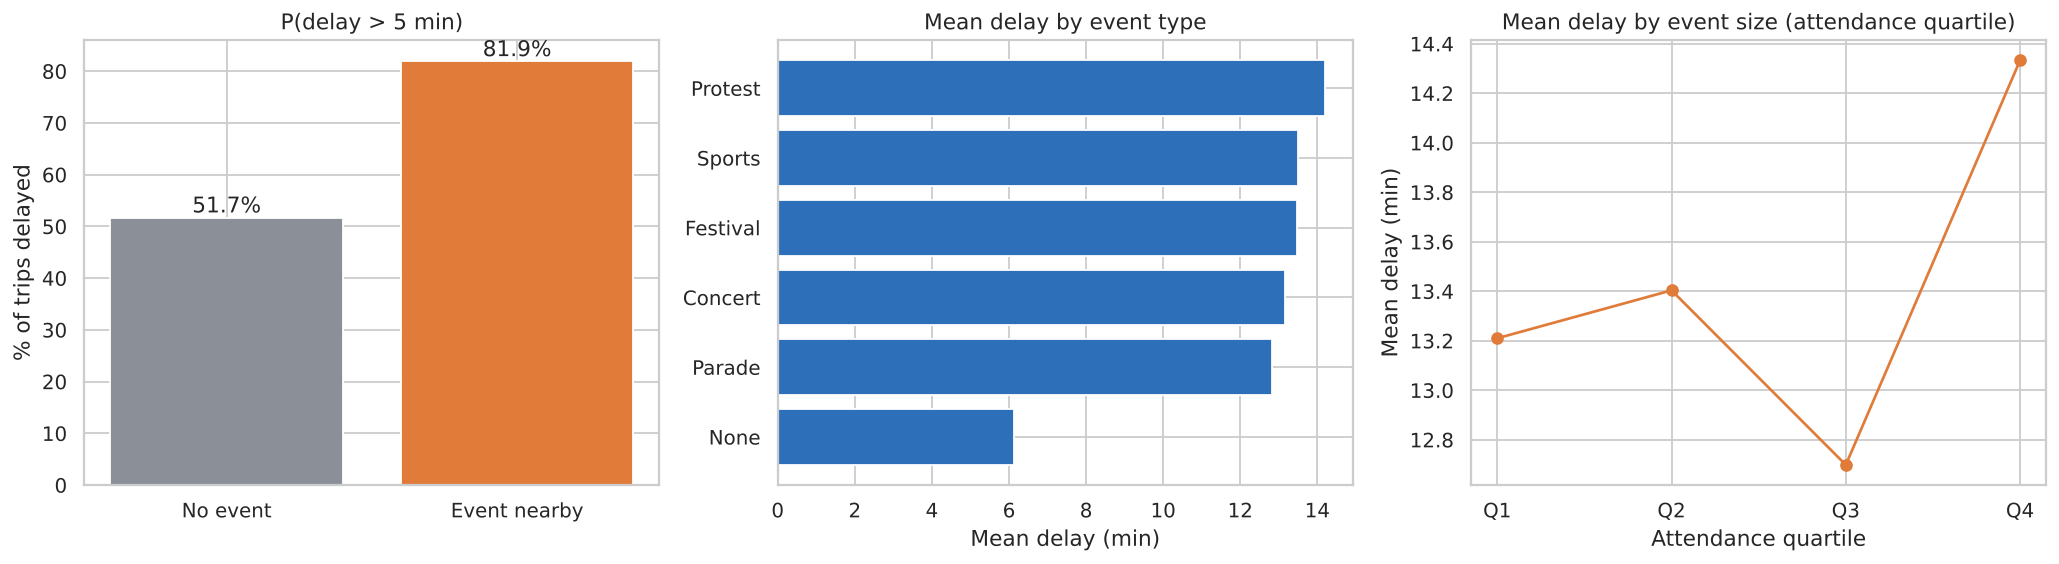 P(delay > 5 min)
% of trips delayed
80
70
60
50
40
30
20
10
0
51.7%
81.9%
No event
Event nearby
Mean delay by event type
Protest
Sports
Festival
Concert
Parade
None
0 2 4 6 8 10 12 14
Mean delay (min)
Mean delay by event size (attendance quartile)
Mean delay (min)
14.4
14.2
14.0
13.8
13.6
13.4
13.2
13.0
12.8
Q1 Q2 Q3 Q4
Attendance quartile